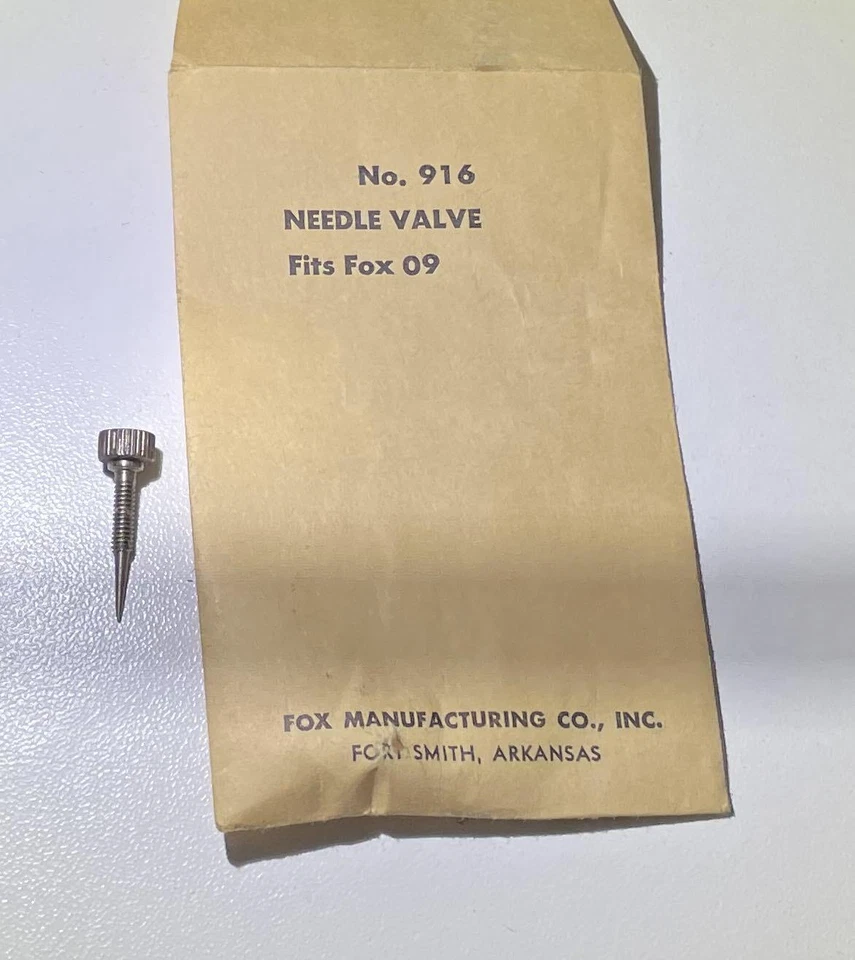 No. 916
NEEDLE VALVE
Fits Fox 09
FOX MANUFACTURING CO., INC.
FORT SMITH, ARKANSAS